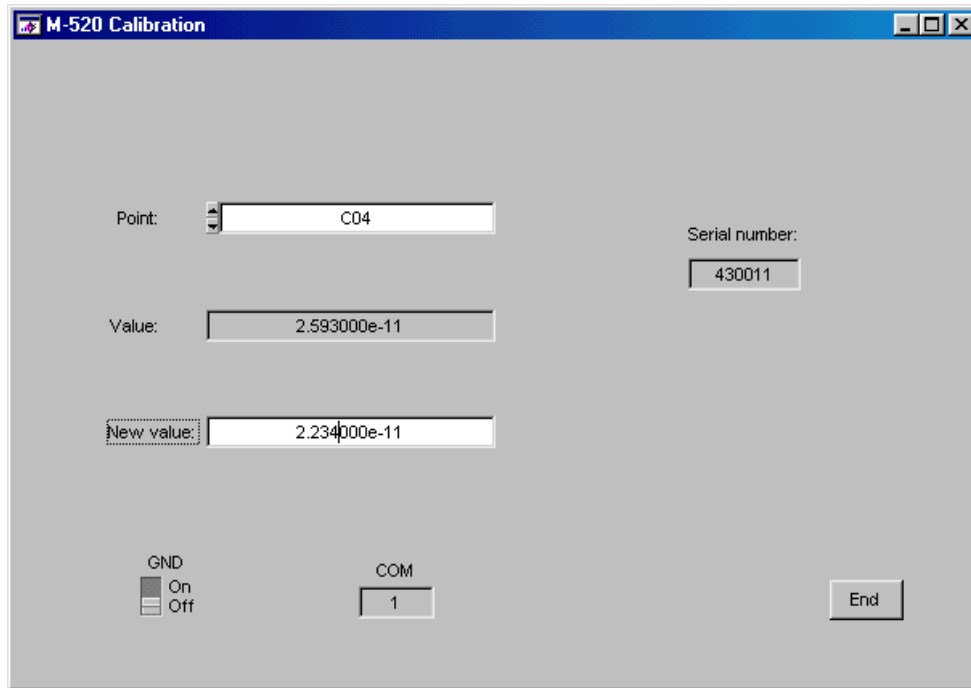 M-520 Calibration
Point: C04
Serial number:
430011
Value: 2.593000e-11
New value: 2.234000e-11
GND
On
Off
COM
1
End